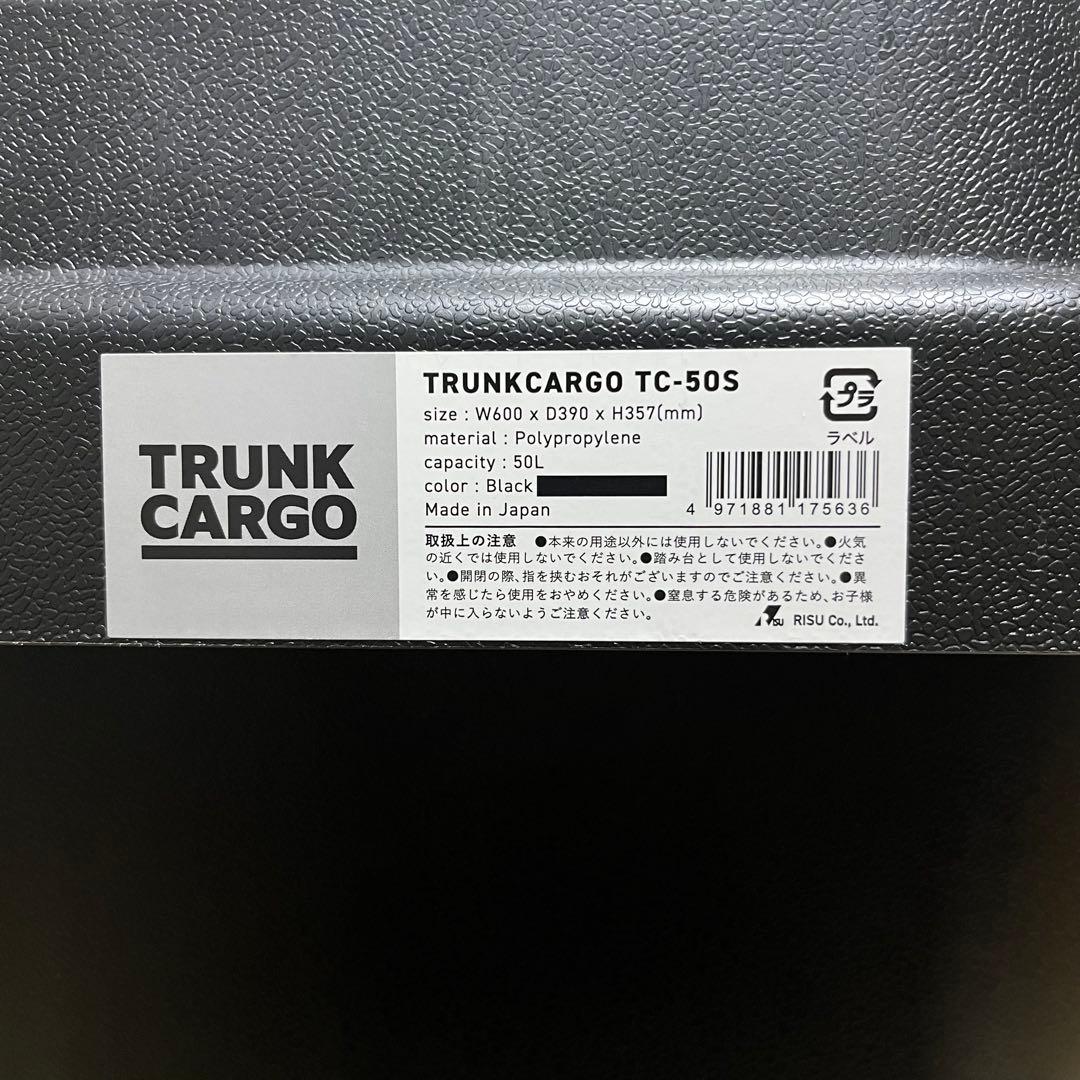 TRUNK
CARGO
TRUNKCARGO TC-50S
size : W600 x D390 x H357(mm)
material : Polypropylene
capacity : 50L
color : Black
Made in Japan
プラ
ラベル
4 971881 175636
取扱上の注意 ●本来の用途以外には使用しないでください。●火気
の近くでは使用しないでください。●踏み台として使用しないでくださ
い。●開閉の際、指を挟むおそれがございますのでご注意ください。●異
常を感じたら使用をおやめください。●窒息する危険があるため、お子様
が中に入らないようご注意ください。
RISU RISU Co., Ltd.